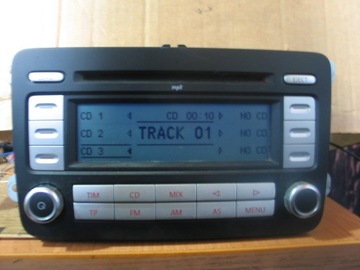 mp3
EJECT
CD 1 CD 00:10 NO CD
CD 2 TRACK 01 NO CD
CD 3 NO CD
TIM CD MIX
TP FM AM AS MENU